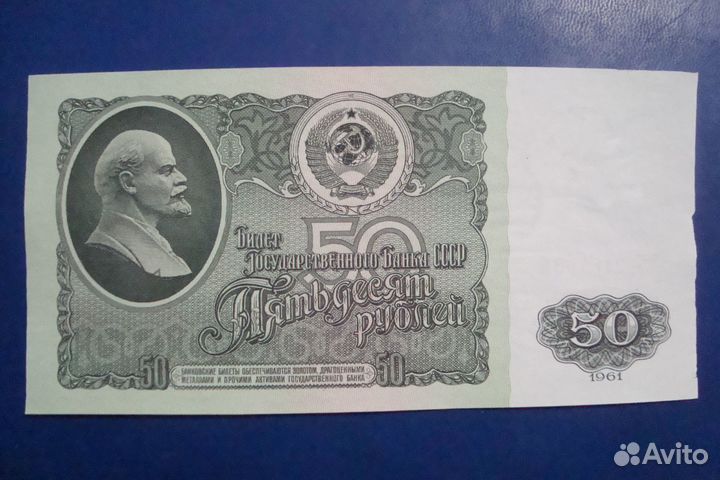 Билет
50
Государственного Банка СССР
Пятьдесят
рублей
50
БАНКОВСКИЕ БИЛЕТЫ ОБЕСПЕЧИВАЮТСЯ ЗОЛОТОМ, ДРАГОЦЕННЫМИ
МЕТАЛЛАМИ И ПРОЧИМИ АКТИВАМИ ГОСУДАРСТВЕННОГО БАНКА
50
50
1961
Avito